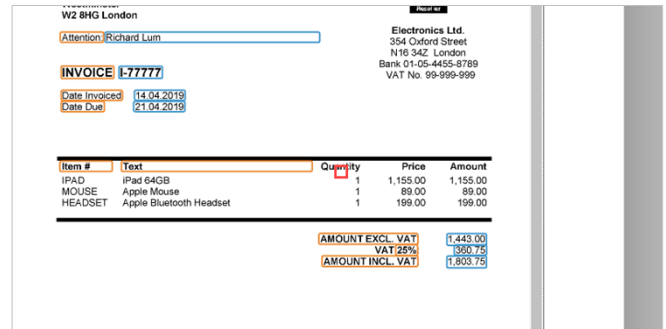 W2 8HG London
Attention: Richard Lum
Electronics Ltd.
354 Oxford Street
N16 34Z London
Bank 01-05-4455-8789
VAT No. 99-999-999
INVOICE I-77777
Date Invoiced 14.04.2019
Date Due 21.04.2019
Item # Text Quantity Price Amount
IPAD iPad 64GB 1 1,155.00 1,155.00
MOUSE Apple Mouse 1 89.00 89.00
HEADSET Apple Bluetooth Headset 1 199.00 199.00
AMOUNT EXCL. VAT 1,443.00
VAT 25% 360.75
AMOUNT INCL. VAT 1,803.75